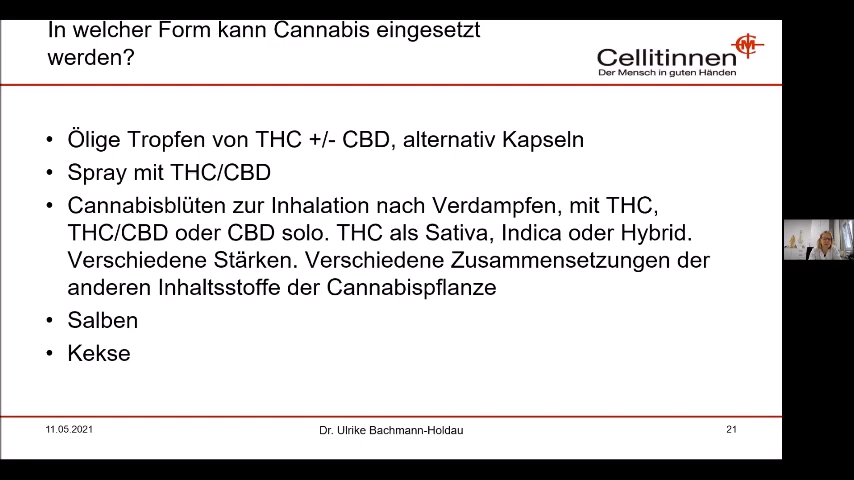 In welcher Form kann Cannabis eingesetzt
werden?
Cellitinnen
Der Mensch in guten Händen
• Ölige Tropfen von THC +/- CBD, alternativ Kapseln
• Spray mit THC/CBD
• Cannabisblüten zur Inhalation nach Verdampfen, mit THC,
THC/CBD oder CBD solo. THC als Sativa, Indica oder Hybrid.
Verschiedene Stärken. Verschiedene Zusammensetzungen der
anderen Inhaltsstoffe der Cannabispflanze
• Salben
• Kekse
11.05.2021
Dr. Ulrike Bachmann-Holdau
21